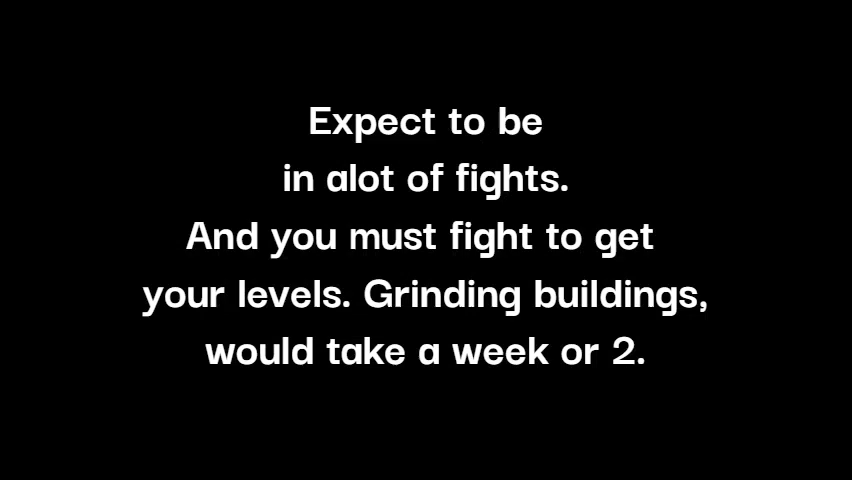 Expect to be
in alot of fights.
And you must fight to get
your levels. Grinding buildings,
would take a week or 2.